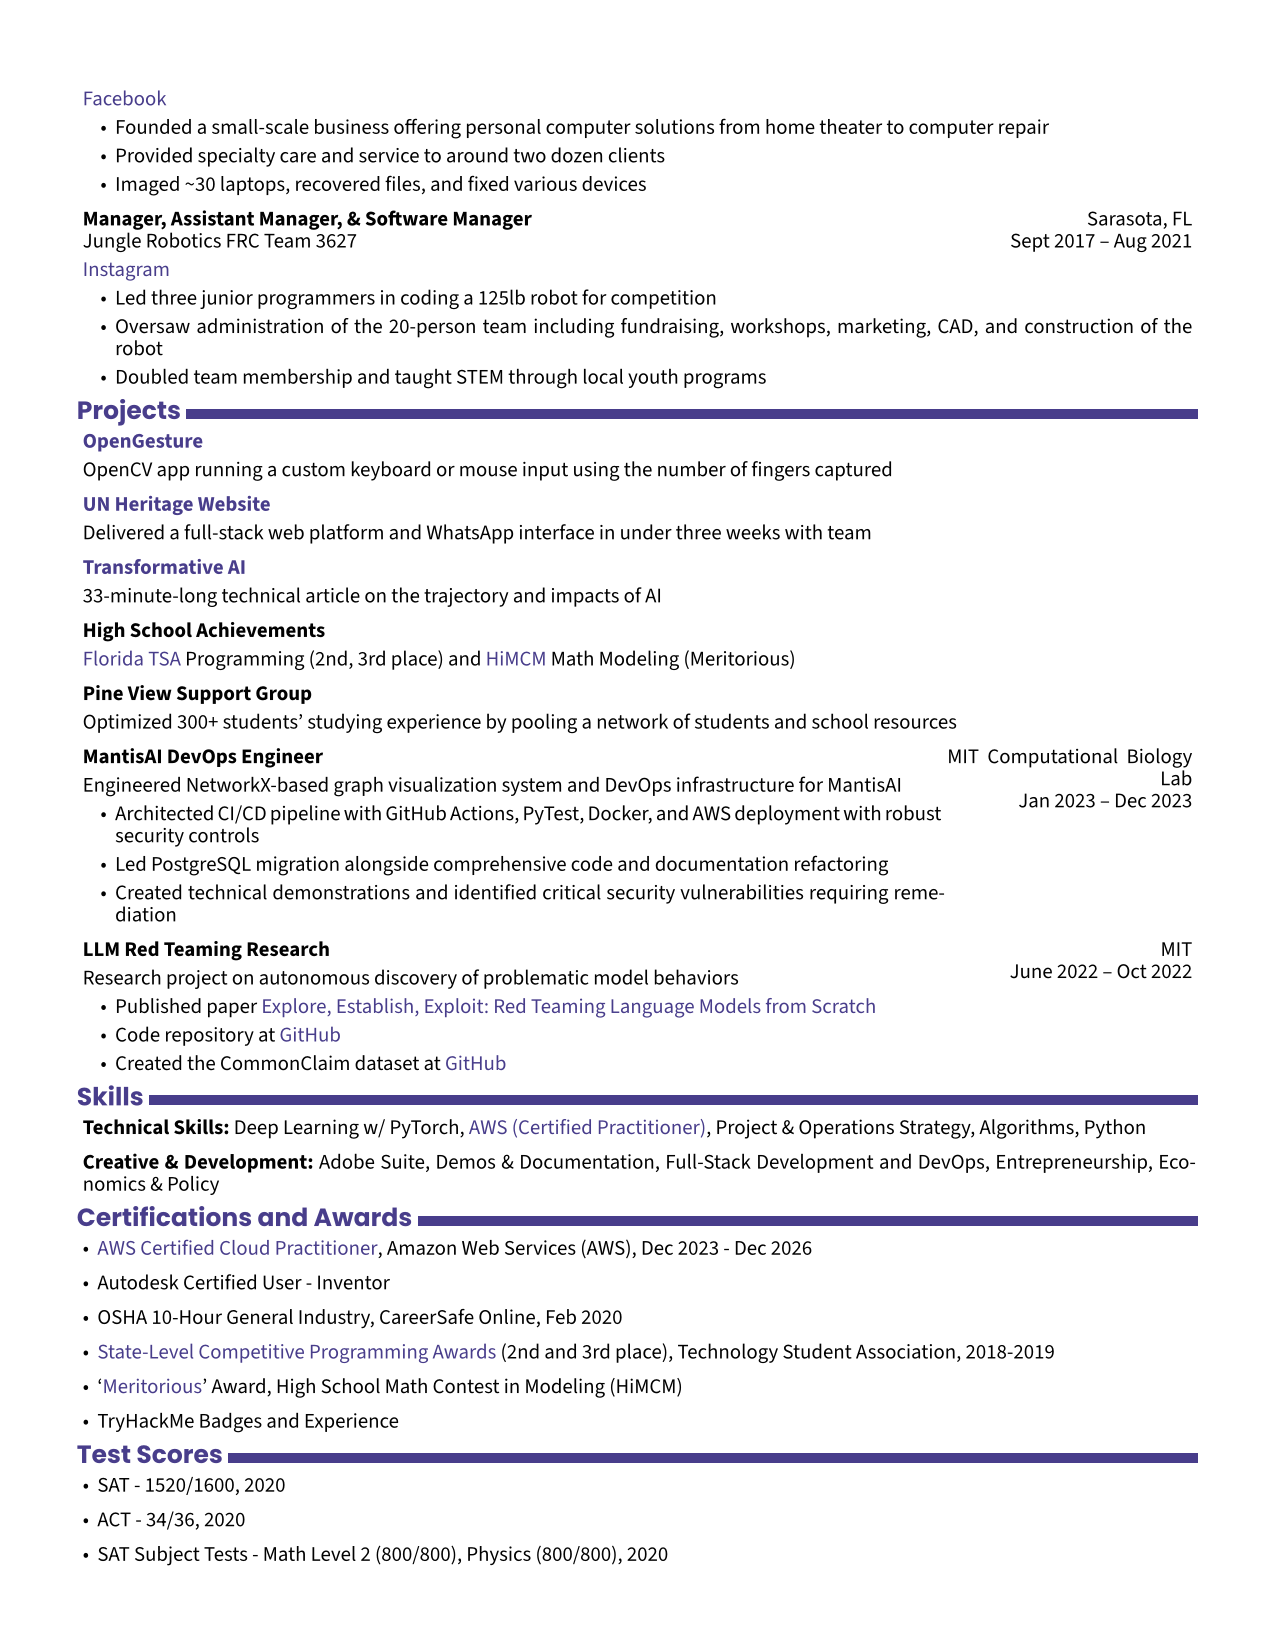 Facebook
• Founded a small-scale business offering personal computer solutions from home theater to computer repair
• Provided specialty care and service to around two dozen clients
• Imaged ~30 laptops, recovered files, and fixed various devices
Manager, Assistant Manager, & Software Manager Sarasota, FL
Jungle Robotics FRC Team 3627 Sept 2017 – Aug 2021
Instagram
• Led three junior programmers in coding a 125lb robot for competition
• Oversaw administration of the 20-person team including fundraising, workshops, marketing, CAD, and construction of the
robot
• Doubled team membership and taught STEM through local youth programs
Projects
OpenGesture
OpenCV app running a custom keyboard or mouse input using the number of fingers captured
UN Heritage Website
Delivered a full-stack web platform and WhatsApp interface in under three weeks with team
Transformative AI
33-minute-long technical article on the trajectory and impacts of AI
High School Achievements
Florida TSA Programming (2nd, 3rd place) and HiMCM Math Modeling (Meritorious)
Pine View Support Group
Optimized 300+ students’ studying experience by pooling a network of students and school resources
MantisAI DevOps Engineer MIT Computational Biology
Lab
Engineered NetworkX-based graph visualization system and DevOps infrastructure for MantisAI
Jan 2023 – Dec 2023
• Architected CI/CD pipeline with GitHub Actions, PyTest, Docker, and AWS deployment with robust
security controls
• Led PostgreSQL migration alongside comprehensive code and documentation refactoring
• Created technical demonstrations and identified critical security vulnerabilities requiring reme-
diation
LLM Red Teaming Research MIT
June 2022 – Oct 2022
Research project on autonomous discovery of problematic model behaviors
• Published paper Explore, Establish, Exploit: Red Teaming Language Models from Scratch
• Code repository at GitHub
• Created the CommonClaim dataset at GitHub
Skills
Technical Skills: Deep Learning w/ PyTorch, AWS (Certified Practitioner), Project & Operations Strategy, Algorithms, Python
Creative & Development: Adobe Suite, Demos & Documentation, Full-Stack Development and DevOps, Entrepreneurship, Eco-
nomics & Policy
Certifications and Awards
• AWS Certified Cloud Practitioner, Amazon Web Services (AWS), Dec 2023 - Dec 2026
• Autodesk Certified User - Inventor
• OSHA 10-Hour General Industry, CareerSafe Online, Feb 2020
• State-Level Competitive Programming Awards (2nd and 3rd place), Technology Student Association, 2018-2019
• ‘Meritorious’ Award, High School Math Contest in Modeling (HiMCM)
• TryHackMe Badges and Experience
Test Scores
• SAT - 1520/1600, 2020
• ACT - 34/36, 2020
• SAT Subject Tests - Math Level 2 (800/800), Physics (800/800), 2020